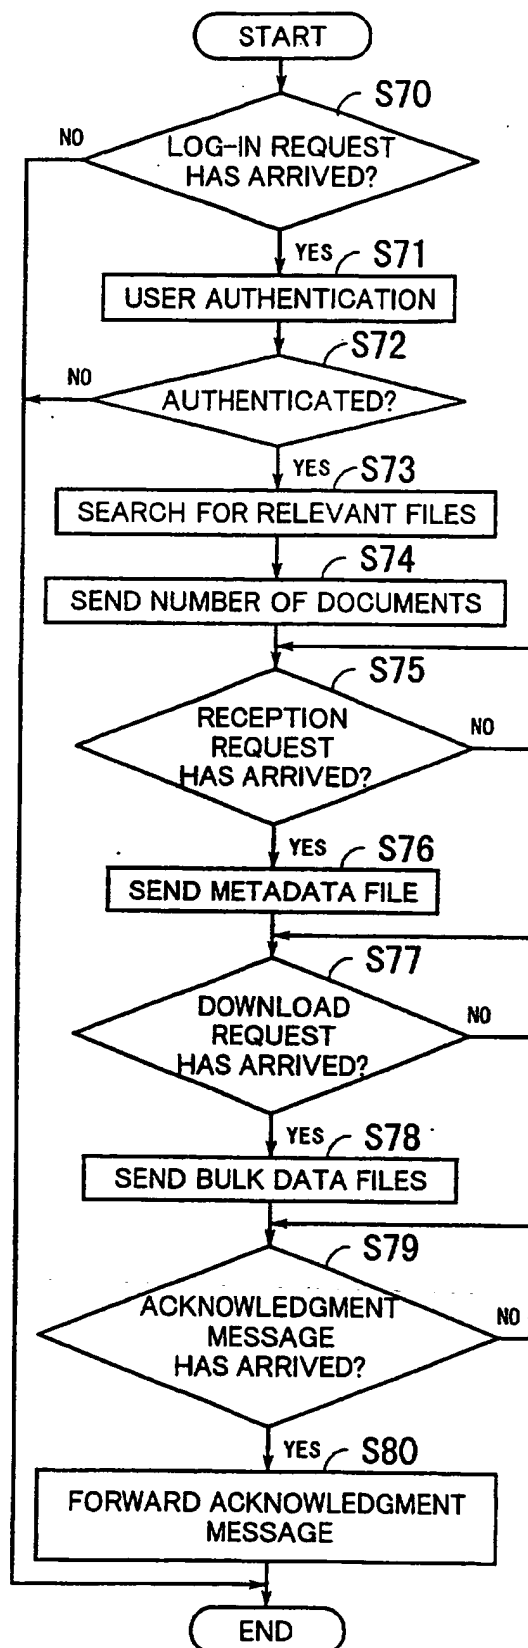 START
S70
NO
LOG-IN REQUEST
HAS ARRIVED?
YES
S71
USER AUTHENTICATION
S72
NO
AUTHENTICATED?
YES
S73
SEARCH FOR RELEVANT FILES
S74
SEND NUMBER OF DOCUMENTS
S75
RECEPTION
REQUEST
HAS ARRIVED?
NO
YES
S76
SEND METADATA FILE
S77
DOWNLOAD
REQUEST
HAS ARRIVED?
NO
YES
S78
SEND BULK DATA FILES
S79
ACKNOWLEDGMENT
MESSAGE
HAS ARRIVED?
NO
YES
S80
FORWARD ACKNOWLEDGMENT
MESSAGE
END